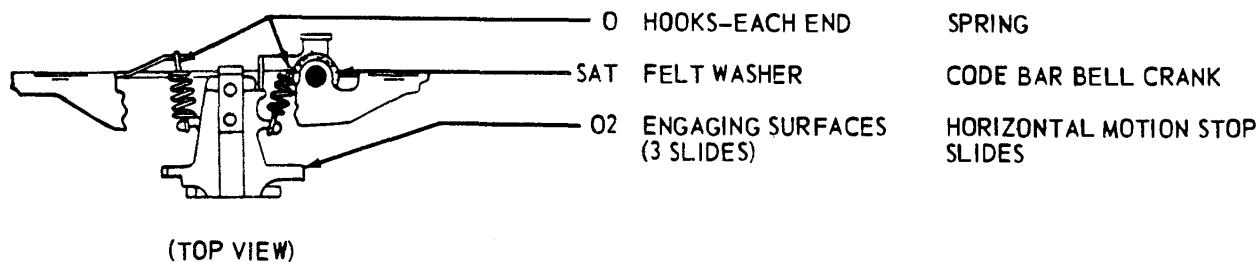 O HOOKS-EACH END SPRING
SAT FELT WASHER CODE BAR BELL CRANK
O2 ENGAGING SURFACES HORIZONTAL MOTION STOP
(3 SLIDES) SLIDES
(TOP VIEW)